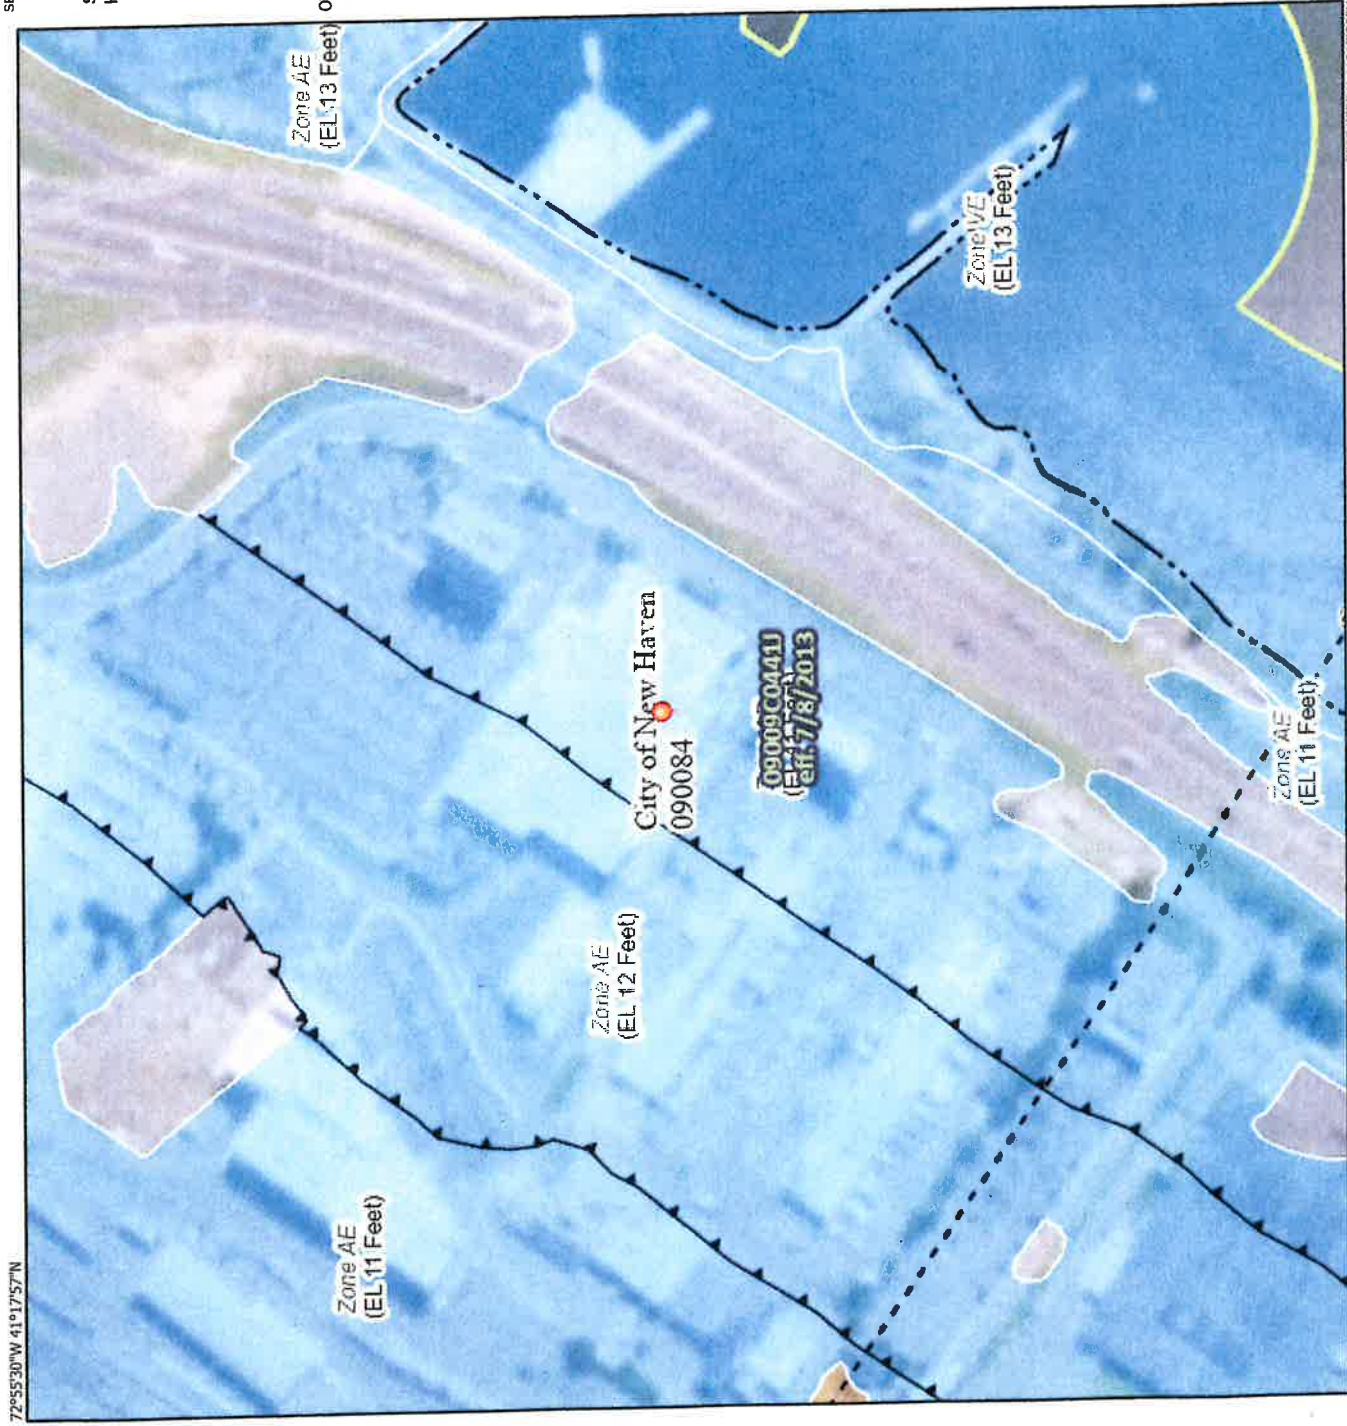 72°55'30"W 41°17'57"N
Zone AE
(EL 11 Feet)
Zone AE
(EL 12 Feet)
City of New Haven
090084
09009C0441J
eff. 7/8/2013
Zone AE
(EL 13 Feet)
Zone VE
(EL 13 Feet)
Zone AE
(EL 11 Feet)